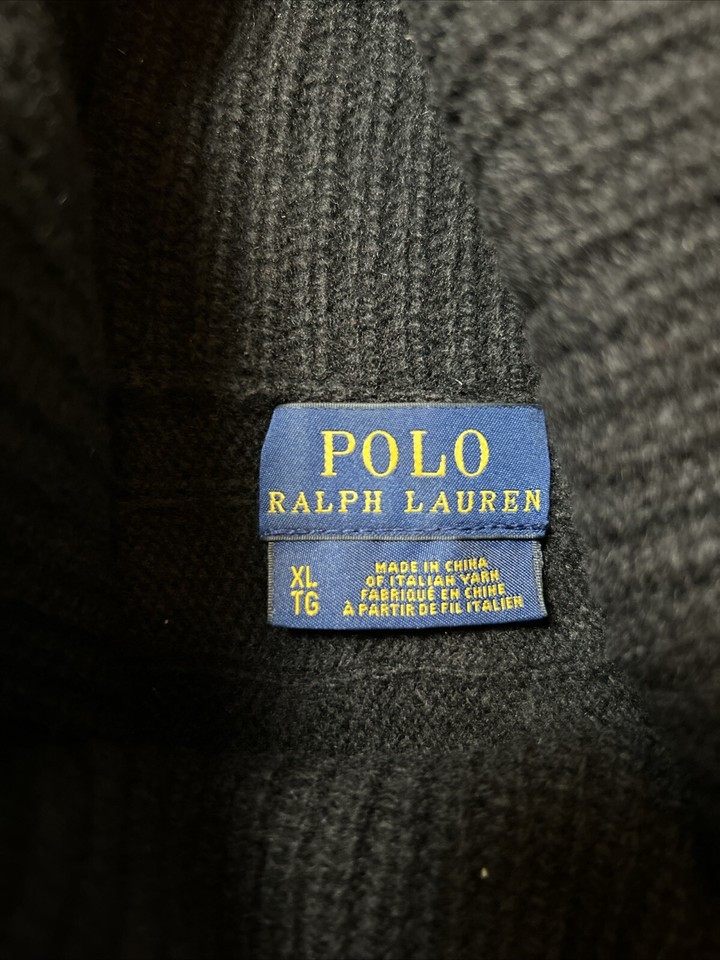 POLO
RALPH LAUREN
XL
TG
MADE IN CHINA
OF ITALIAN YARN
FABRIQUÉ EN CHINE
À PARTIR DE FIL ITALIEN